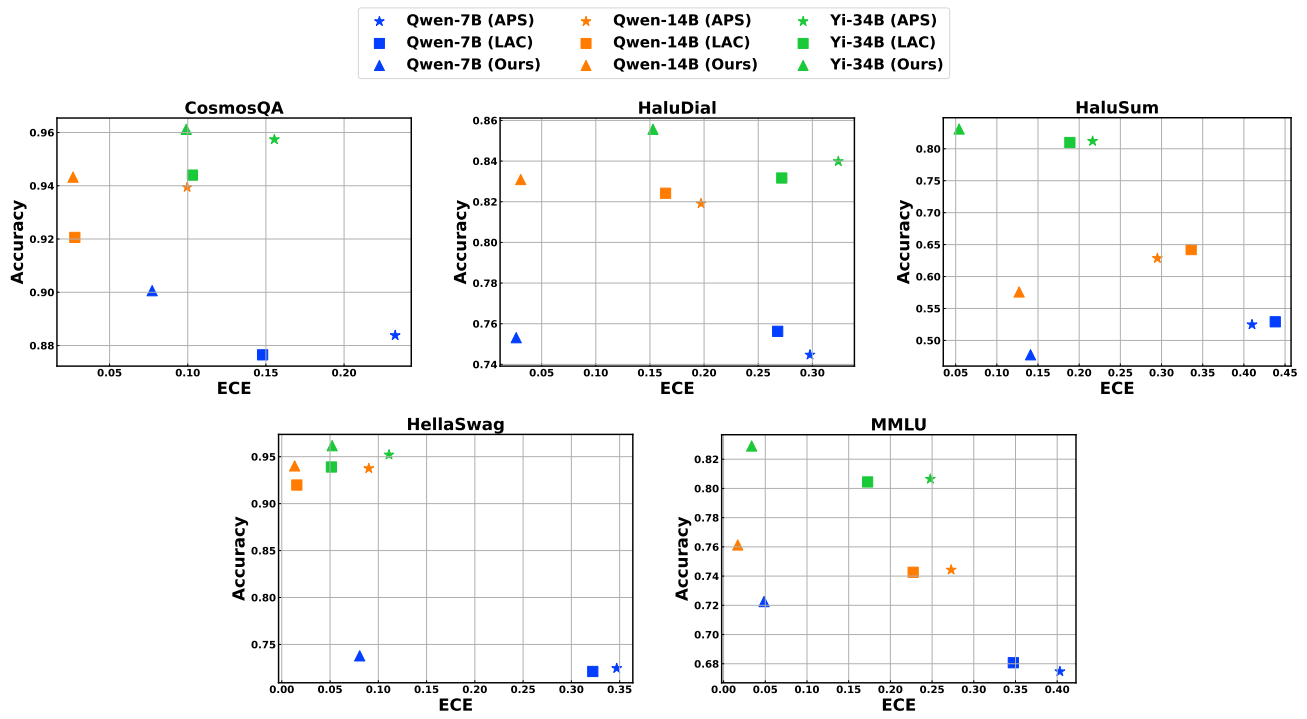 Qwen-7B (APS) Qwen-14B (APS) Yi-34B (APS)
Qwen-7B (LAC) Qwen-14B (LAC) Yi-34B (LAC)
Qwen-7B (Ours) Qwen-14B (Ours) Yi-34B (Ours)
CosmosQA
Accuracy
0.96
0.94
0.92
0.90
0.88
0.05 0.10 0.15 0.20
ECE
HaluDial
Accuracy
0.86
0.84
0.82
0.80
0.78
0.76
0.74
0.05 0.10 0.15 0.20 0.25 0.30
ECE
HaluSum
Accuracy
0.80
0.75
0.70
0.65
0.60
0.55
0.50
0.05 0.10 0.15 0.20 0.25 0.30 0.35 0.40 0.45
ECE
HellaSwag
Accuracy
0.95
0.90
0.85
0.80
0.75
0.00 0.05 0.10 0.15 0.20 0.25 0.30 0.35
ECE
MMLU
Accuracy
0.82
0.80
0.78
0.76
0.74
0.72
0.70
0.68
0.00 0.05 0.10 0.15 0.20 0.25 0.30 0.35 0.40
ECE